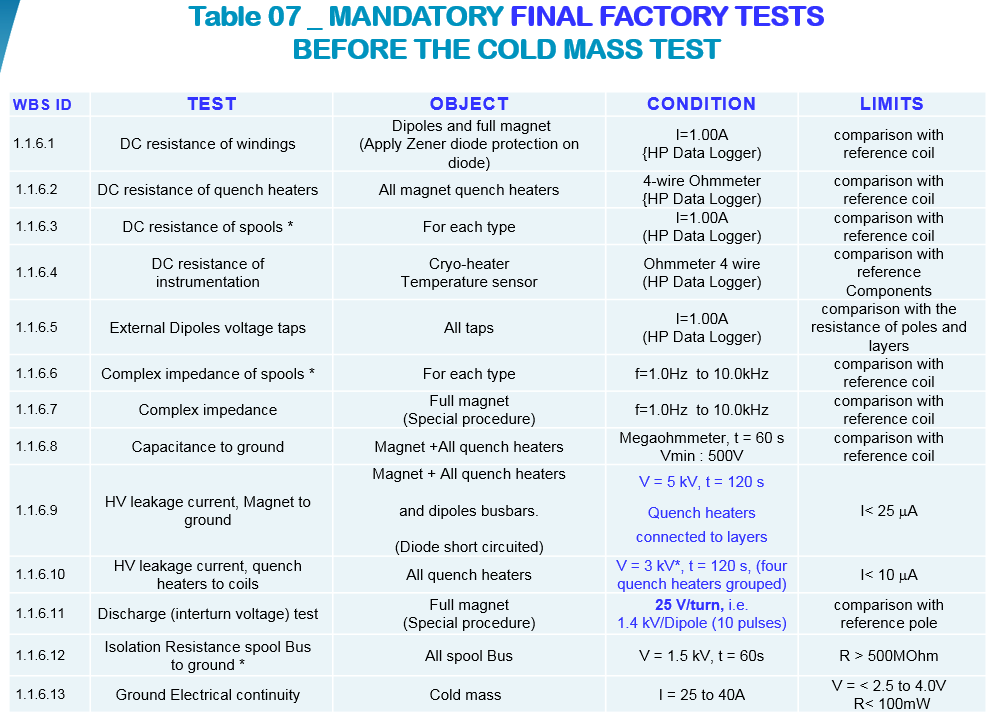 Table 07 _ MANDATORY FINAL FACTORY TESTS
BEFORE THE COLD MASS TEST
WBS ID TEST OBJECT CONDITION LIMITS
1.1.6.1
DC resistance of windings
Dipoles and full magnet
(Apply Zener diode protection on
diode)
I=1.00A
{HP Data Logger)
comparison with
reference coil
1.1.6.2
DC resistance of quench heaters
All magnet quench heaters
4-wire Ohmmeter
{HP Data Logger)
comparison with
reference coil
1.1.6.3
DC resistance of spools *
For each type
I=1.00A
(HP Data Logger)
comparison with
reference coil
1.1.6.4
DC resistance of
instrumentation
Cryo-heater
Temperature sensor
Ohmmeter 4 wire
(HP Data Logger)
comparison with
reference
Components
1.1.6.5
External Dipoles voltage taps
All taps
I=1.00A
(HP Data Logger)
comparison with the
resistance of poles and
layers
1.1.6.6
Complex impedance of spools *
For each type
f=1.0Hz to 10.0kHz
comparison with
reference coil
1.1.6.7
Complex impedance
Full magnet
(Special procedure)
f=1.0Hz to 10.0kHz
comparison with
reference coil
1.1.6.8
Capacitance to ground
Magnet +All quench heaters
Megaohmmeter, t = 60 s
Vmin : 500V
comparison with
reference coil
1.1.6.9
HV leakage current, Magnet to
ground
Magnet + All quench heaters
and dipoles busbars.
(Diode short circuited)
V = 5 kV, t = 120 s
Quench heaters
connected to layers
I< 25 µA
1.1.6.10
HV leakage current, quench
heaters to coils
All quench heaters
V = 3 kV*, t = 120 s, (four
quench heaters grouped)
I< 10 µA
1.1.6.11
Discharge (interturn voltage) test
Full magnet
(Special procedure)
25 V/turn, i.e.
1.4 kV/Dipole (10 pulses)
comparison with
reference pole
1.1.6.12
Isolation Resistance spool Bus
to ground *
All spool Bus
V = 1.5 kV, t = 60s
R > 500MOhm
1.1.6.13
Ground Electrical continuity
Cold mass
I = 25 to 40A
V = < 2.5 to 4.0V
R< 100mW